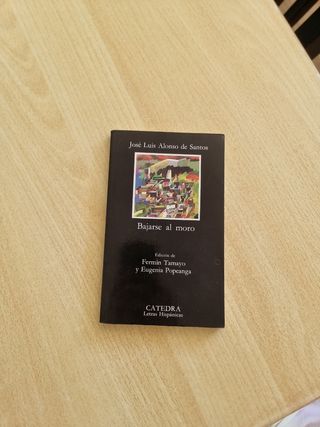 José Luis Alonso de Santos
Bajarse al moro
Edición de
Fermín Tamayo
y Eugenia Popeanga
CATEDRA
Letras Hispánicas